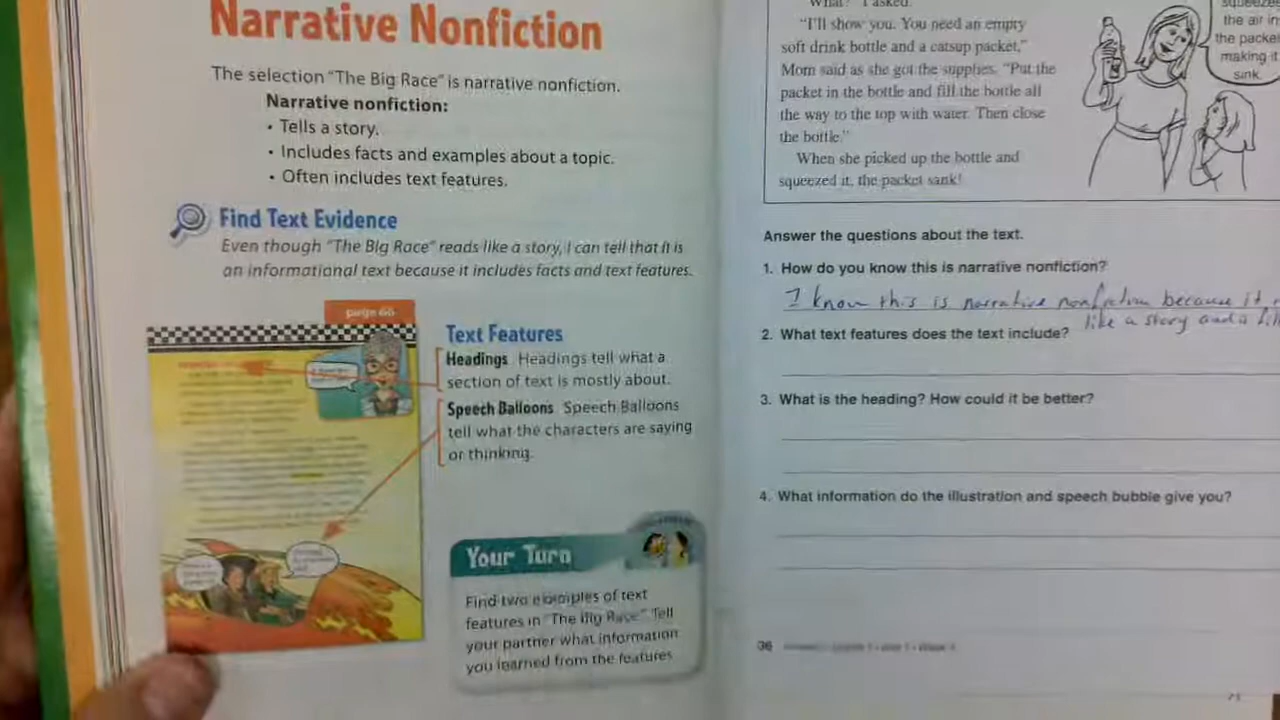 Narrative Nonfiction
The selection "The Big Race" is narrative nonfiction.
Narrative nonfiction:
• Tells a story.
• Includes facts and examples about a topic.
• Often includes text features.
Find Text Evidence
Even though "The Big Race" reads like a story, I can tell that it is
an informational text because it includes facts and text features.
page 66
Text Features
Headings Headings tell what a
section of text is mostly about.
Speech Balloons Speech Balloons
tell what the characters are saying
or thinking.
Your Turn
Find two examples of text
features in "The Big Race." Tell
your partner what information
you learned from the features
What?" I asked.
"I'll show you. You need an empty
soft drink bottle and a catsup packet,"
Mom said as she got the supplies. "Put the
packet in the bottle and fill the bottle all
the way to the top with water. Then close
the bottle."
When she picked up the bottle and
squeezed it, the packet sank!
squeezes
the air in
the packet
making it
sink.
Answer the questions about the text.
1. How do you know this is narrative nonfiction?
I know this is narrative nonfiction because it
like a story and
2. What text features does the text include?
3. What is the heading? How could it be better?
4. What information do the illustration and speech bubble give you?
36